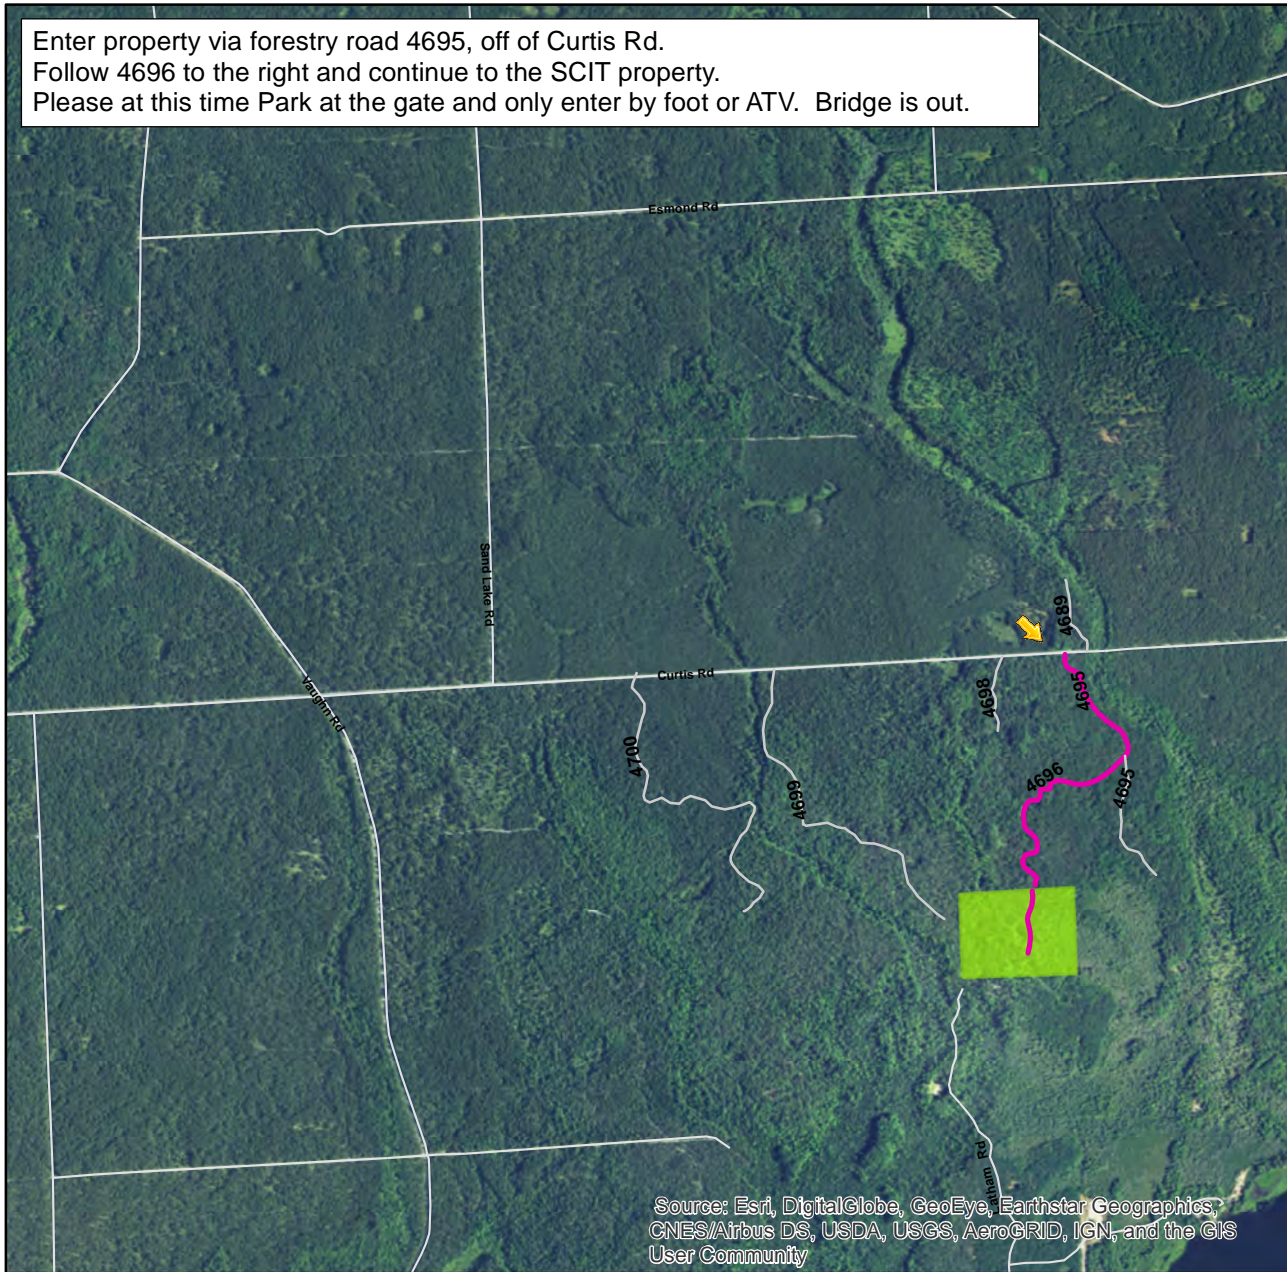 Enter property via forestry road 4695, off of Curtis Rd.
Follow 4696 to the right and continue to the SCIT property.
Please at this time Park at the gate and only enter by foot or ATV.  Bridge is out.
Esmond Rd
Sand Lake Rd
4689
Curtis Rd
Vaughn Rd
4698
4695
4700
4699
4696
4695
Latham Rd
Source: Esri, DigitalGlobe, GeoEye, Earthstar Geographics,
CNES/Airbus DS, USDA, USGS, AeroGRID, IGN, and the GIS
User Community